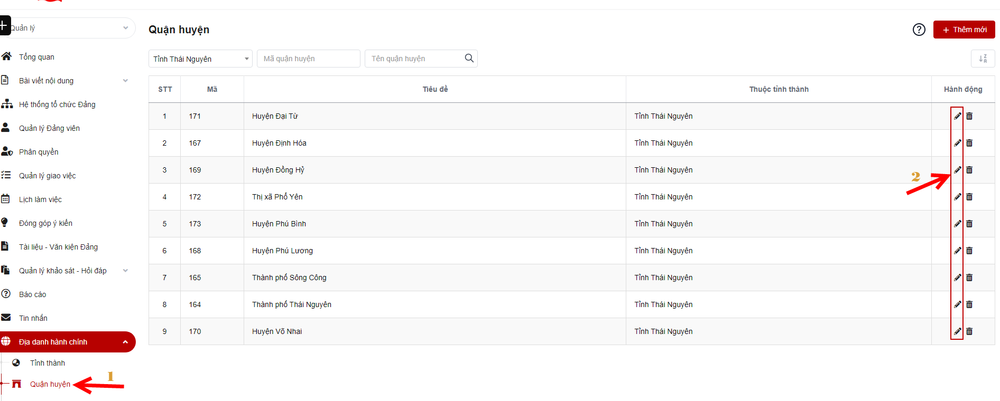 Quản lý
Tổng quan
Bài viết nội dung
Hệ thống tổ chức Đảng
Quản lý Đảng viên
Phân quyền
Quản lý giao việc
Lịch làm việc
Đóng góp ý kiến
Tài liệu - Văn kiện Đảng
Quản lý khảo sát - Hỏi đáp
Báo cáo
Tin nhắn
Địa danh hành chính
Tỉnh thành
Quận huyện
1
Quận huyện
? + Thêm mới
Tỉnh Thái Nguyên Mã quận huyện Tên quận huyện
Z
A
STT Mã Tiêu đề Thuộc tỉnh thành Hành động
1 171 Huyện Đại Từ Tỉnh Thái Nguyên
2 167 Huyện Định Hóa Tỉnh Thái Nguyên
3 169 Huyện Đồng Hỷ Tỉnh Thái Nguyên
2
4 172 Thị xã Phổ Yên Tỉnh Thái Nguyên
5 173 Huyện Phú Bình Tỉnh Thái Nguyên
6 168 Huyện Phú Lương Tỉnh Thái Nguyên
7 165 Thành phố Sông Công Tỉnh Thái Nguyên
8 164 Thành phố Thái Nguyên Tỉnh Thái Nguyên
9 170 Huyện Võ Nhai Tỉnh Thái Nguyên